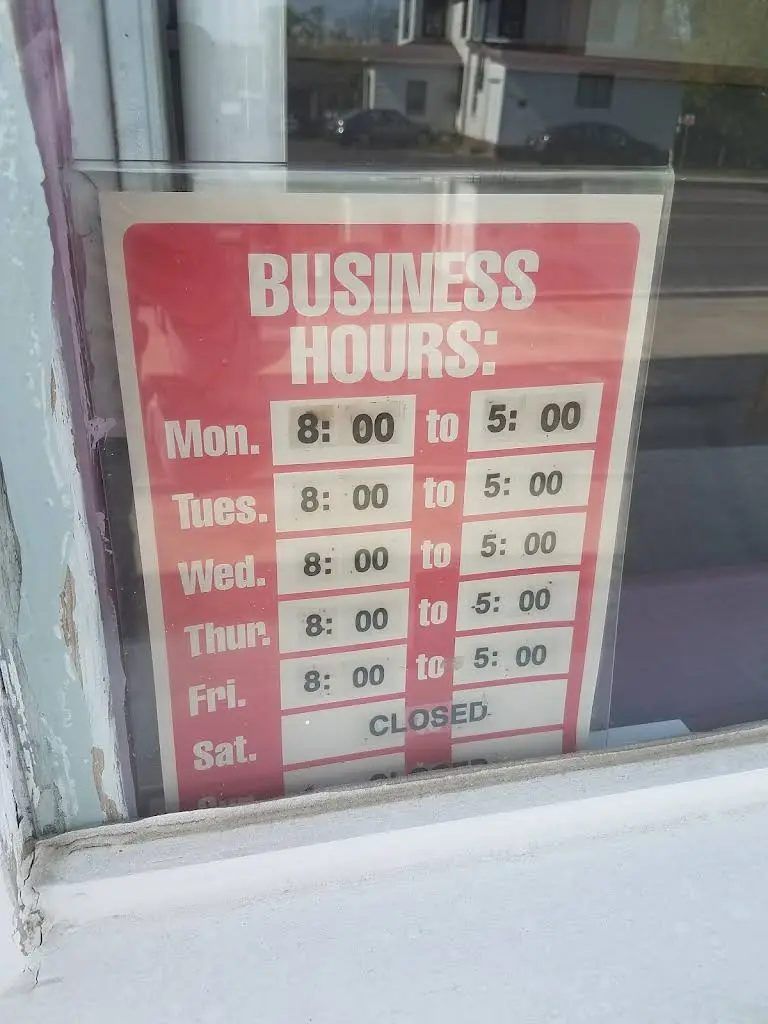 BUSINESS
HOURS:
Mon. 8: 00 to 5: 00
Tues. 8: 00 to 5: 00
Wed. 8: 00 to 5: 00
Thur. 8: 00 to 5: 00
Fri. 8: 00 to 5: 00
Sat. CLOSED